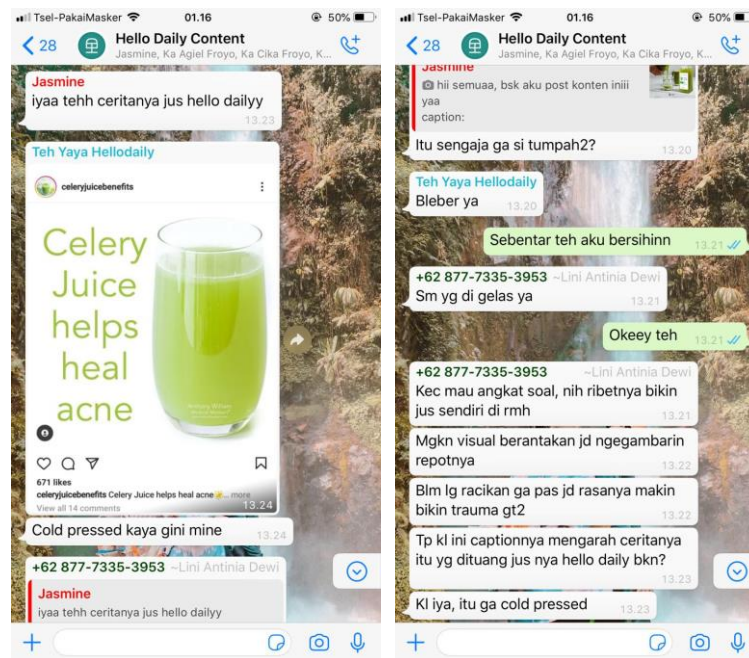 Tsel-PakaiMasker 01.16 50%
28 Hello Daily Content
Jasmine, Ka Agiel Froyo, Ka Cika Froyo, K...
Jasmine
iyaa tehh ceritanya jus hello dailyy
13.23
Teh Yaya Hellodaily
celeryjuicebenefits
Celery
Juice
helps
heal
acne
671 likes
celeryjuicebenefits Celery Juice helps heal acne... more
View all 14 comments
13.24
Cold pressed kaya gini mine
13.24
+62 877-7335-3953 ~Lini Antinia Dewi
Jasmine
iyaa tehh ceritanya jus hello dailyy
Tsel-PakaiMasker 01.16 50%
28 Hello Daily Content
Jasmine, Ka Agiel Froyo, Ka Cika Froyo, K...
Jasmine
hii semuaa, bsk aku post konten iniii
yaa
caption:
Itu sengaja ga si tumpah2?
13.20
Teh Yaya Hellodaily
Bleber ya
13.20
Sebentar teh aku bersihinn
13.21
+62 877-7335-3953 ~Lini Antinia Dewi
Sm yg di gelas ya
13.21
Okeey teh
13.21
+62 877-7335-3953 ~Lini Antinia Dewi
Kec mau angkat soal, nih ribetnya bikin
jus sendiri di rmh
13.21
Mgkn visual berantakan jd ngegambarin
repotnya
13.22
Blm lg racikan ga pas jd rasanya makin
bikin trauma gt2
13.22
Tp kl ini captionnya mengarah ceritanya
itu yg dituang jus nya hello daily bkn?
13.23
Kl iya, itu ga cold pressed
13.23